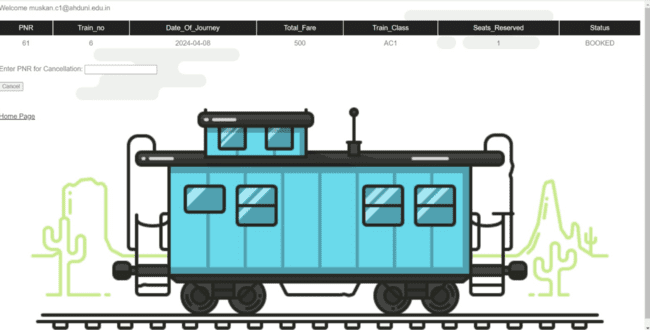 Welcome muskan.c1@ahduni.edu.in
PNR Train_no Date_Of_Journey Total_Fare Train_Class Seats_Reserved Status
61 6 2024-04-08 500 AC1 1 BOOKED
Enter PNR for Cancellation:
Cancel
Home Page